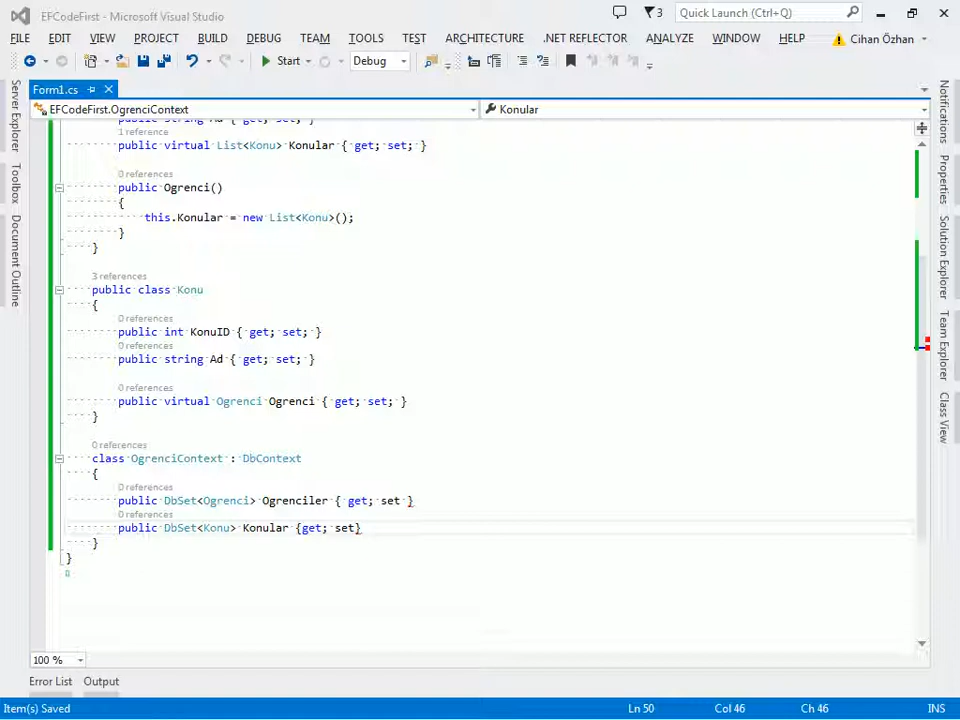 EFCodeFirst - Microsoft Visual Studio
3
Quick Launch (Ctrl+Q)
FILE EDIT VIEW PROJECT BUILD DEBUG TEAM TOOLS TEST ARCHITECTURE .NET REFLECTOR ANALYZE WINDOW HELP Cihan Özhan
Start Debug
Form1.cs
EFCodeFirst.OgrenciContext Konular
public string Ad { get; set; }
1 reference
public virtual List<Konu> Konular { get; set; }
0 references
public Ogrenci()
{
this.Konular = new List<Konu>();
}
}
3 references
public class Konu
{
0 references
public int KonuID { get; set; }
0 references
public string Ad { get; set; }
0 references
public virtual Ogrenci Ogrenci { get; set; }
}
0 references
class OgrenciContext : DbContext
{
0 references
public DbSet<Ogrenci> Ogrenciler { get; set }
0 references
public DbSet<Konu> Konular {get; set}
}
}
100 %
Error List Output
Item(s) Saved Ln 50 Col 46 Ch 46 INS
Server Explorer
Toolbox
Document Outline
Notifications
Properties
Solution Explorer
Team Explorer
Class View